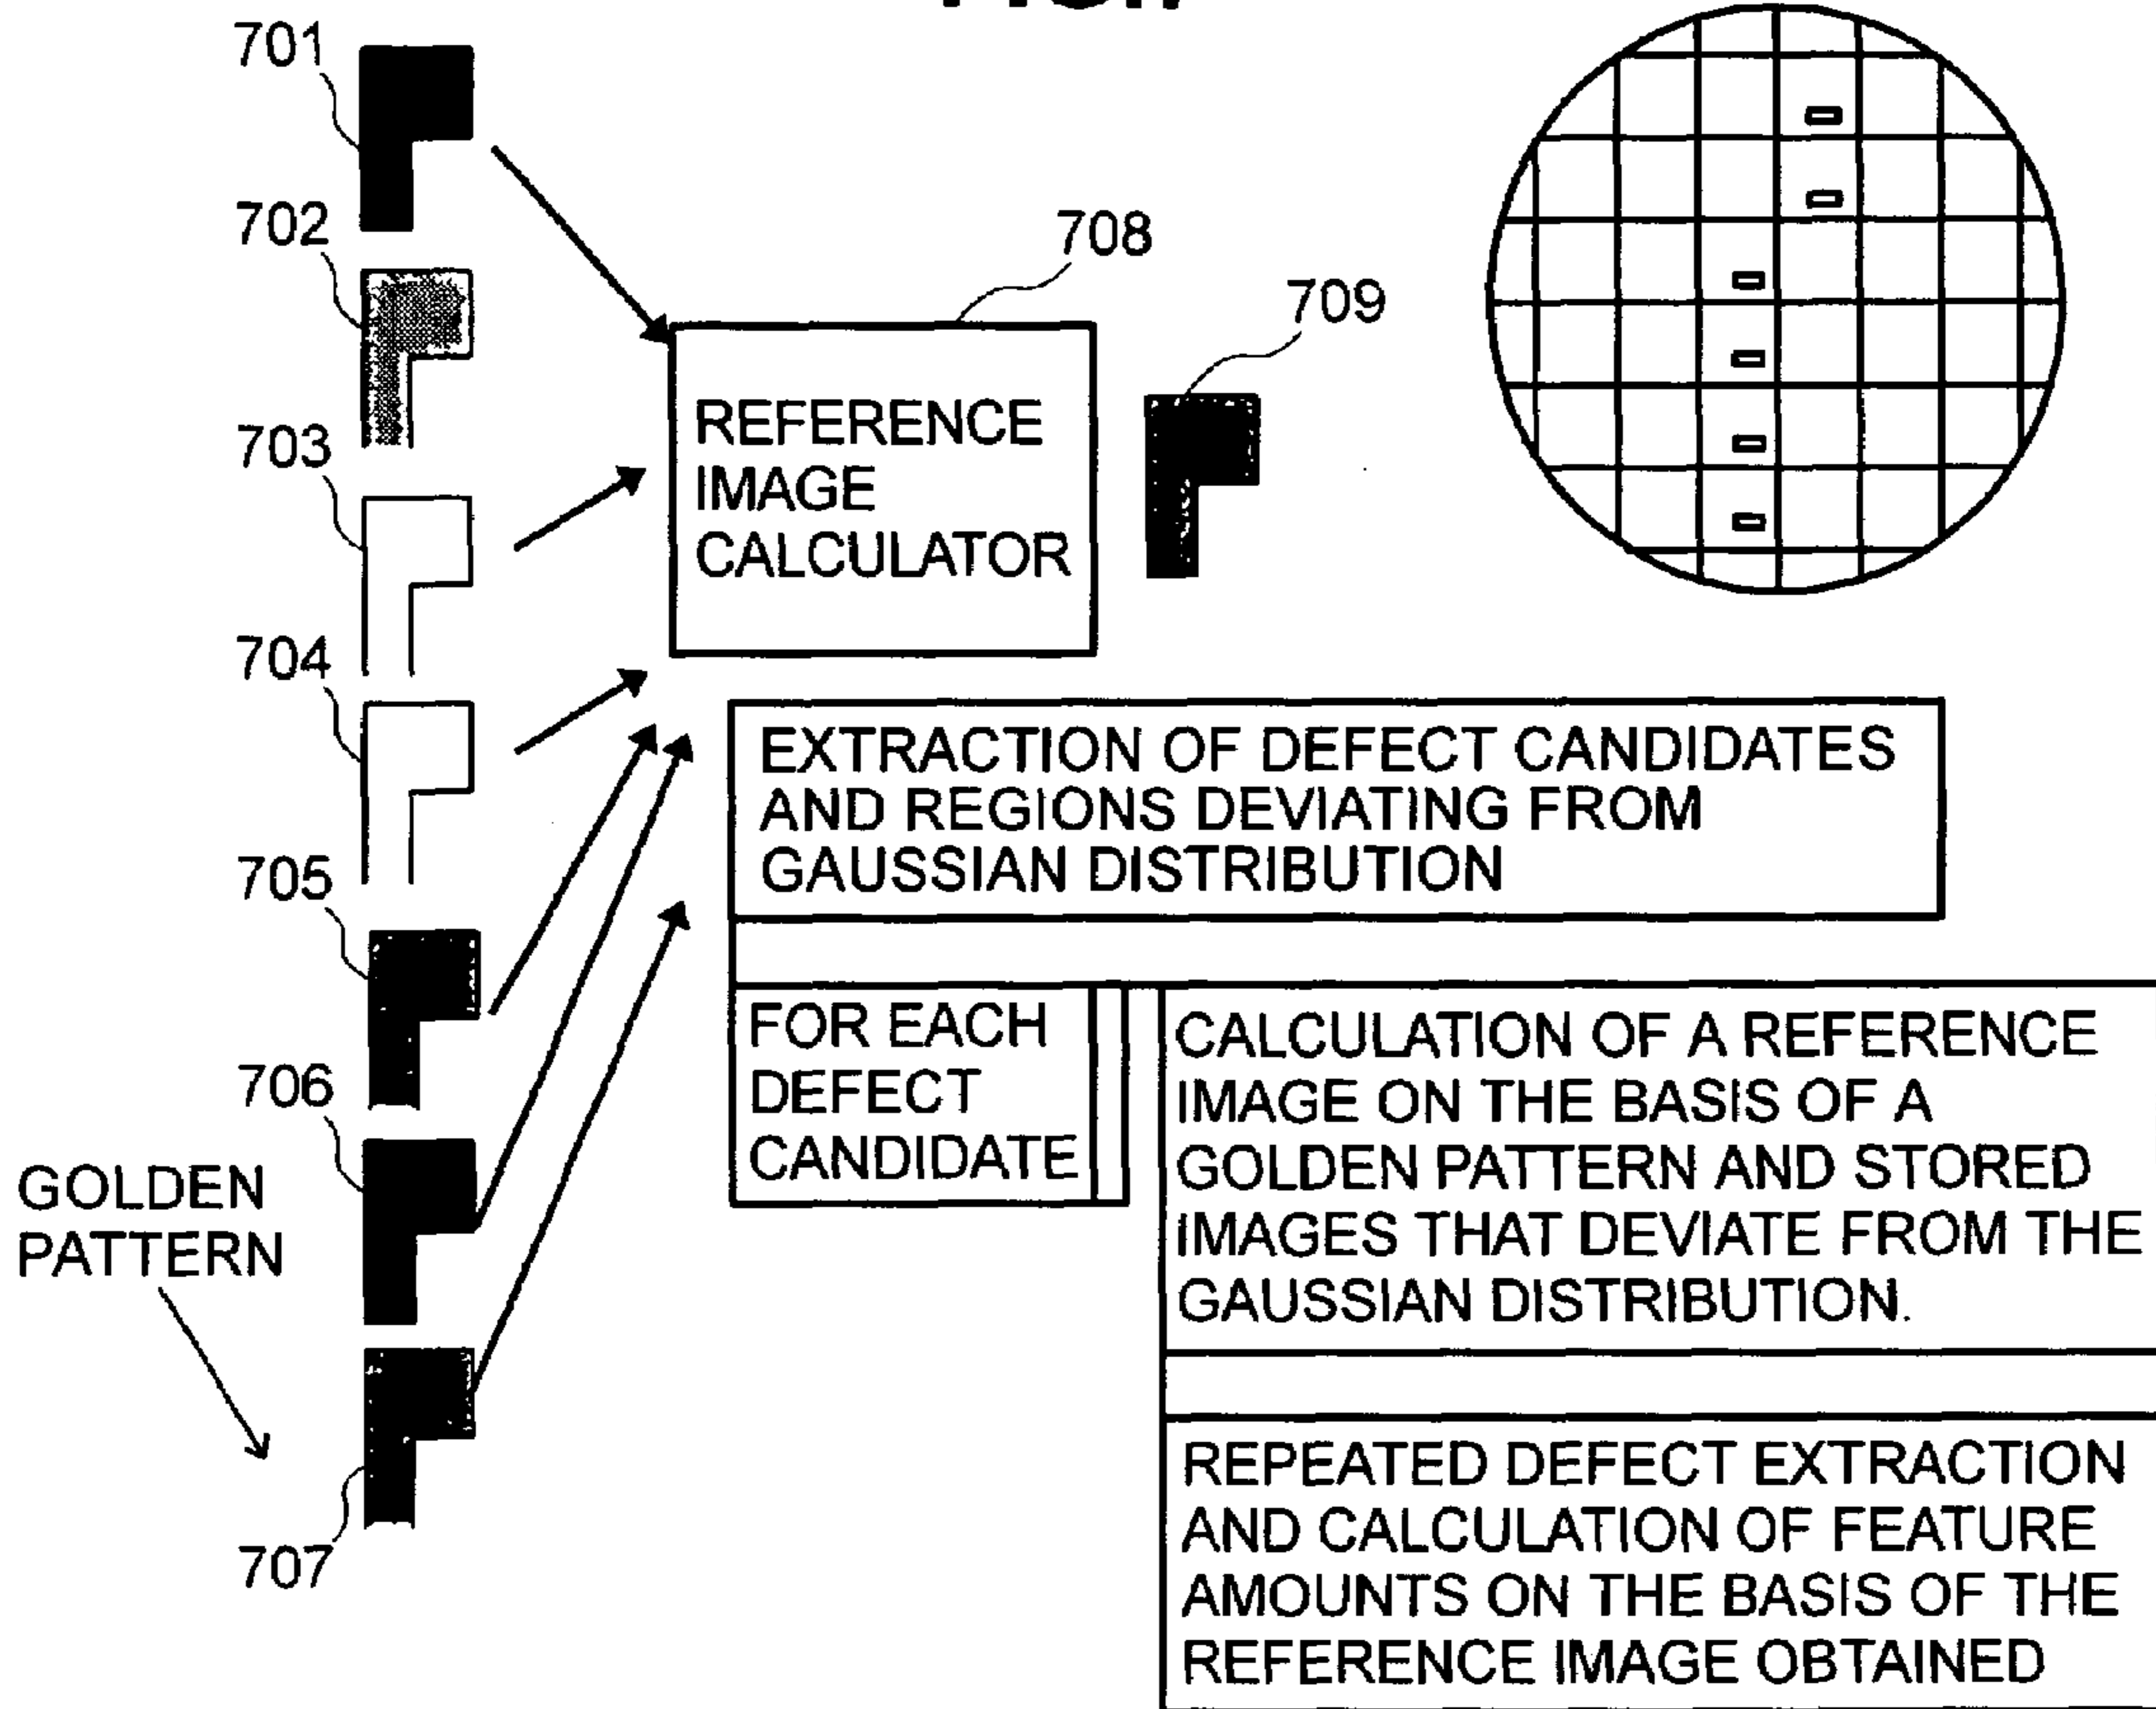 701
702
703
704
705
706
GOLDEN
PATTERN
707
708
709
REFERENCE
IMAGE
CALCULATOR
EXTRACTION OF DEFECT CANDIDATES
AND REGIONS DEVIATING FROM
GAUSSIAN DISTRIBUTION
FOR EACH
DEFECT
CANDIDATE
CALCULATION OF A REFERENCE
IMAGE ON THE BASIS OF A
GOLDEN PATTERN AND STORED
IMAGES THAT DEVIATE FROM THE
GAUSSIAN DISTRIBUTION.
REPEATED DEFECT EXTRACTION
AND CALCULATION OF FEATURE
AMOUNTS ON THE BASIS OF THE
REFERENCE IMAGE OBTAINED